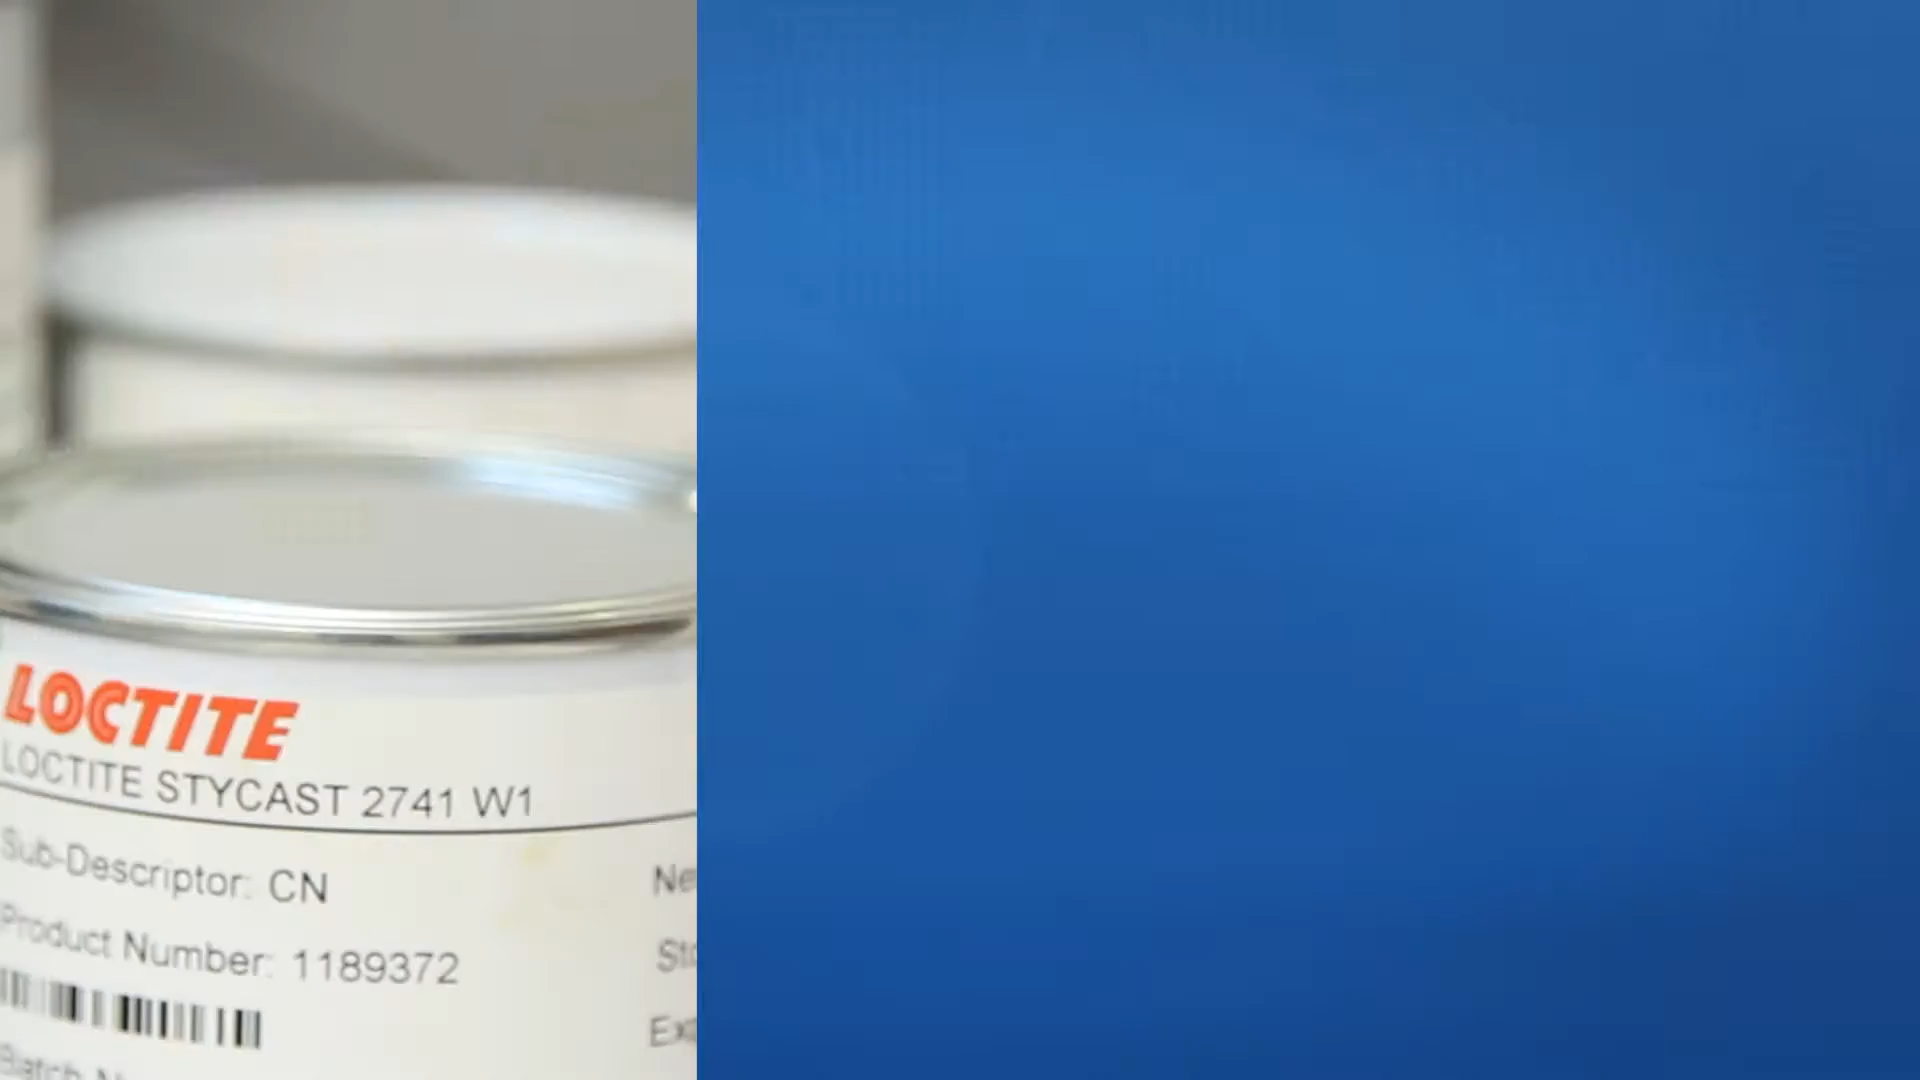 LOCTITE
LOCTITE STYCAST 2741 W1
Sub-Descriptor: CN
Product Number: 1189372